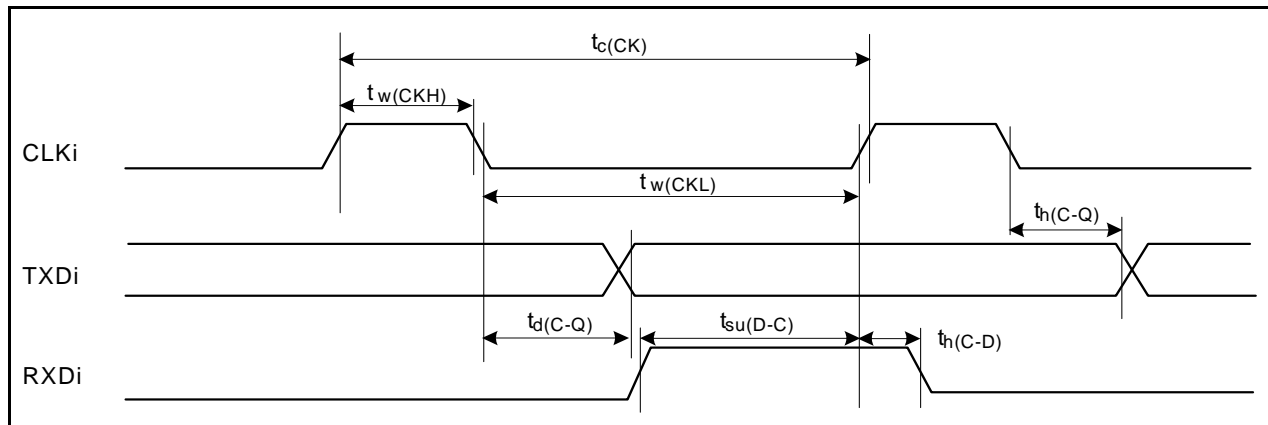 tc(CK)
tw(CKH)
CLKi
tw(CKL)
th(C-Q)
TXDi
td(C-Q)
tsu(D-C)
th(C-D)
RXDi